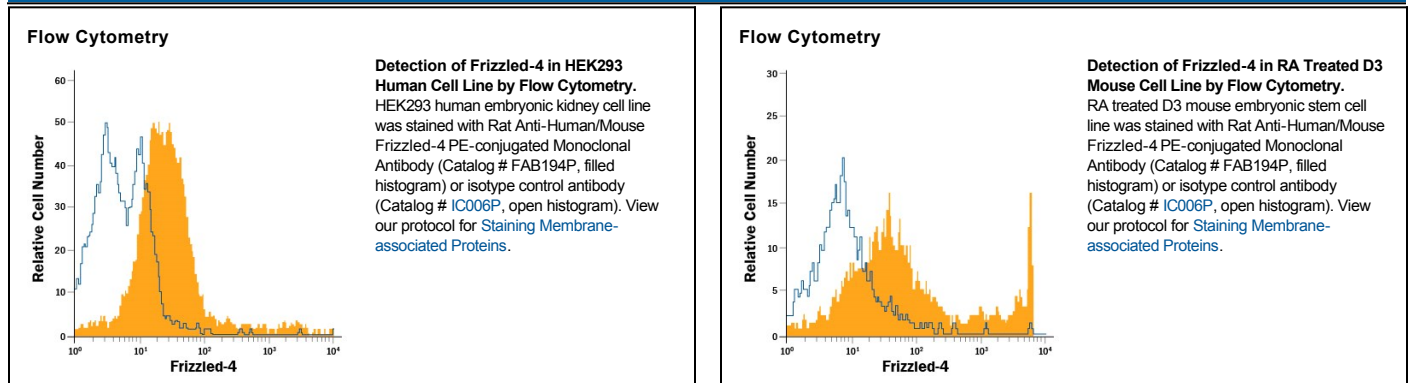 Flow Cytometry
60
50
40
30
20
10
0
Relative Cell Number
10⁰ 10¹ 10² 10³ 10⁴
Frizzled-4
Detection of Frizzled-4 in HEK293
Human Cell Line by Flow Cytometry.
HEK293 human embryonic kidney cell line
was stained with Rat Anti-Human/Mouse
Frizzled-4 PE-conjugated Monoclonal
Antibody (Catalog # FAB194P, filled
histogram) or isotype control antibody
(Catalog # IC006P, open histogram). View
our protocol for Staining Membrane-
associated Proteins.
Flow Cytometry
30
25
20
15
10
5
0
Relative Cell Number
10⁰ 10¹ 10² 10³ 10⁴
Frizzled-4
Detection of Frizzled-4 in RA Treated D3
Mouse Cell Line by Flow Cytometry.
RA treated D3 mouse embryonic stem cell
line was stained with Rat Anti-Human/Mouse
Frizzled-4 PE-conjugated Monoclonal
Antibody (Catalog # FAB194P, filled
histogram) or isotype control antibody
(Catalog # IC006P, open histogram). View
our protocol for Staining Membrane-
associated Proteins.